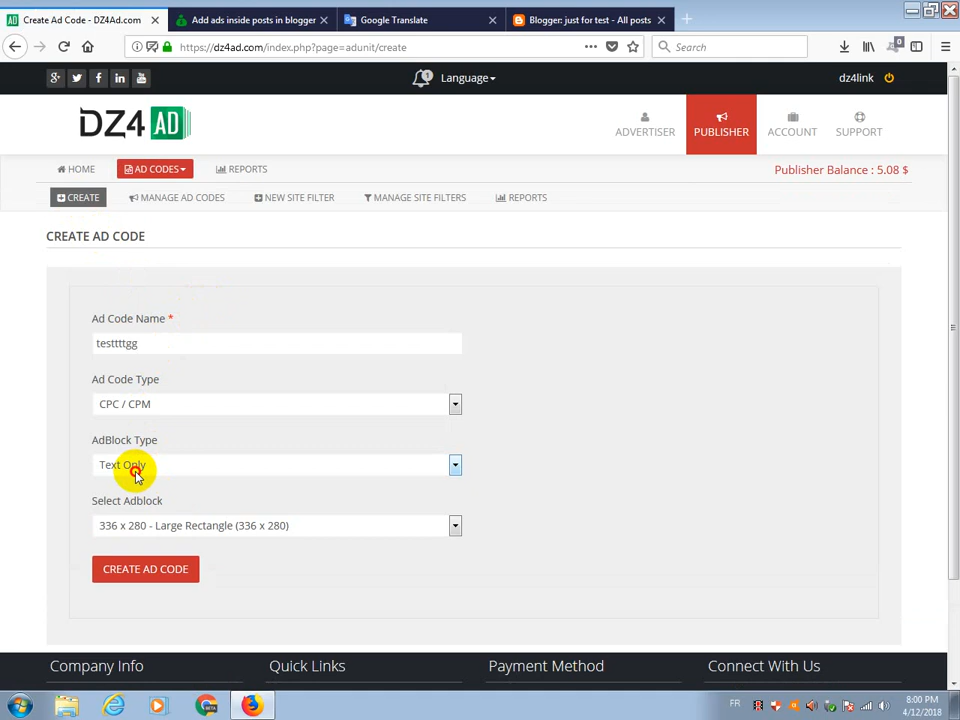 Create Ad Code - DZ4Ad.com
Add ads inside posts in blogger
Google Translate
Blogger: just for test - All posts
https://dz4ad.com/index.php?page=adunit/create
Search
Language
dz4link
DZ4 AD
ADVERTISER
PUBLISHER
ACCOUNT
SUPPORT
HOME
AD CODES
REPORTS
Publisher Balance : 5.08 $
CREATE
MANAGE AD CODES
NEW SITE FILTER
MANAGE SITE FILTERS
REPORTS
CREATE AD CODE
Ad Code Name *
testtttgg
Ad Code Type
CPC / CPM
AdBlock Type
Text Only
Select Adblock
336 x 280 - Large Rectangle (336 x 280)
CREATE AD CODE
Company Info
Quick Links
Payment Method
Connect With Us
FR
8:00 PM
4/12/2018